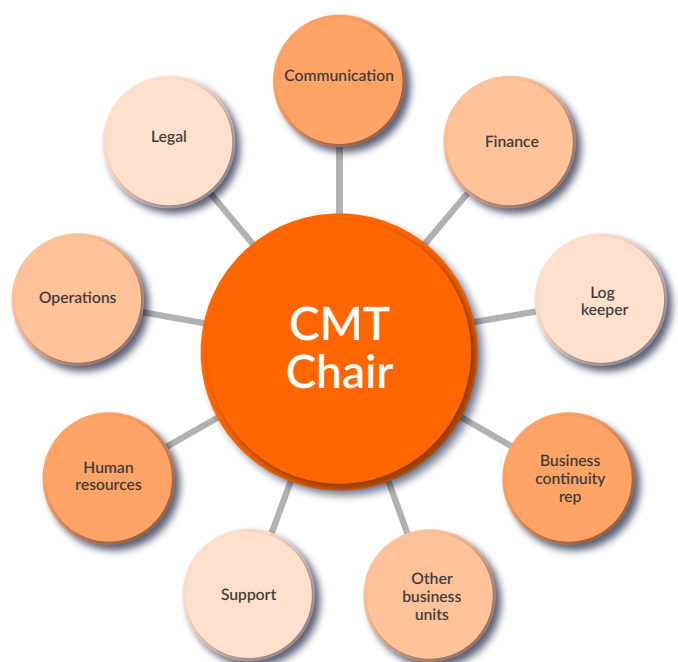 Communication
Finance
Legal
Log
keeper
Operations
CMT
Chair
Business
continuity
rep
Human
resources
Other
business
units
Support